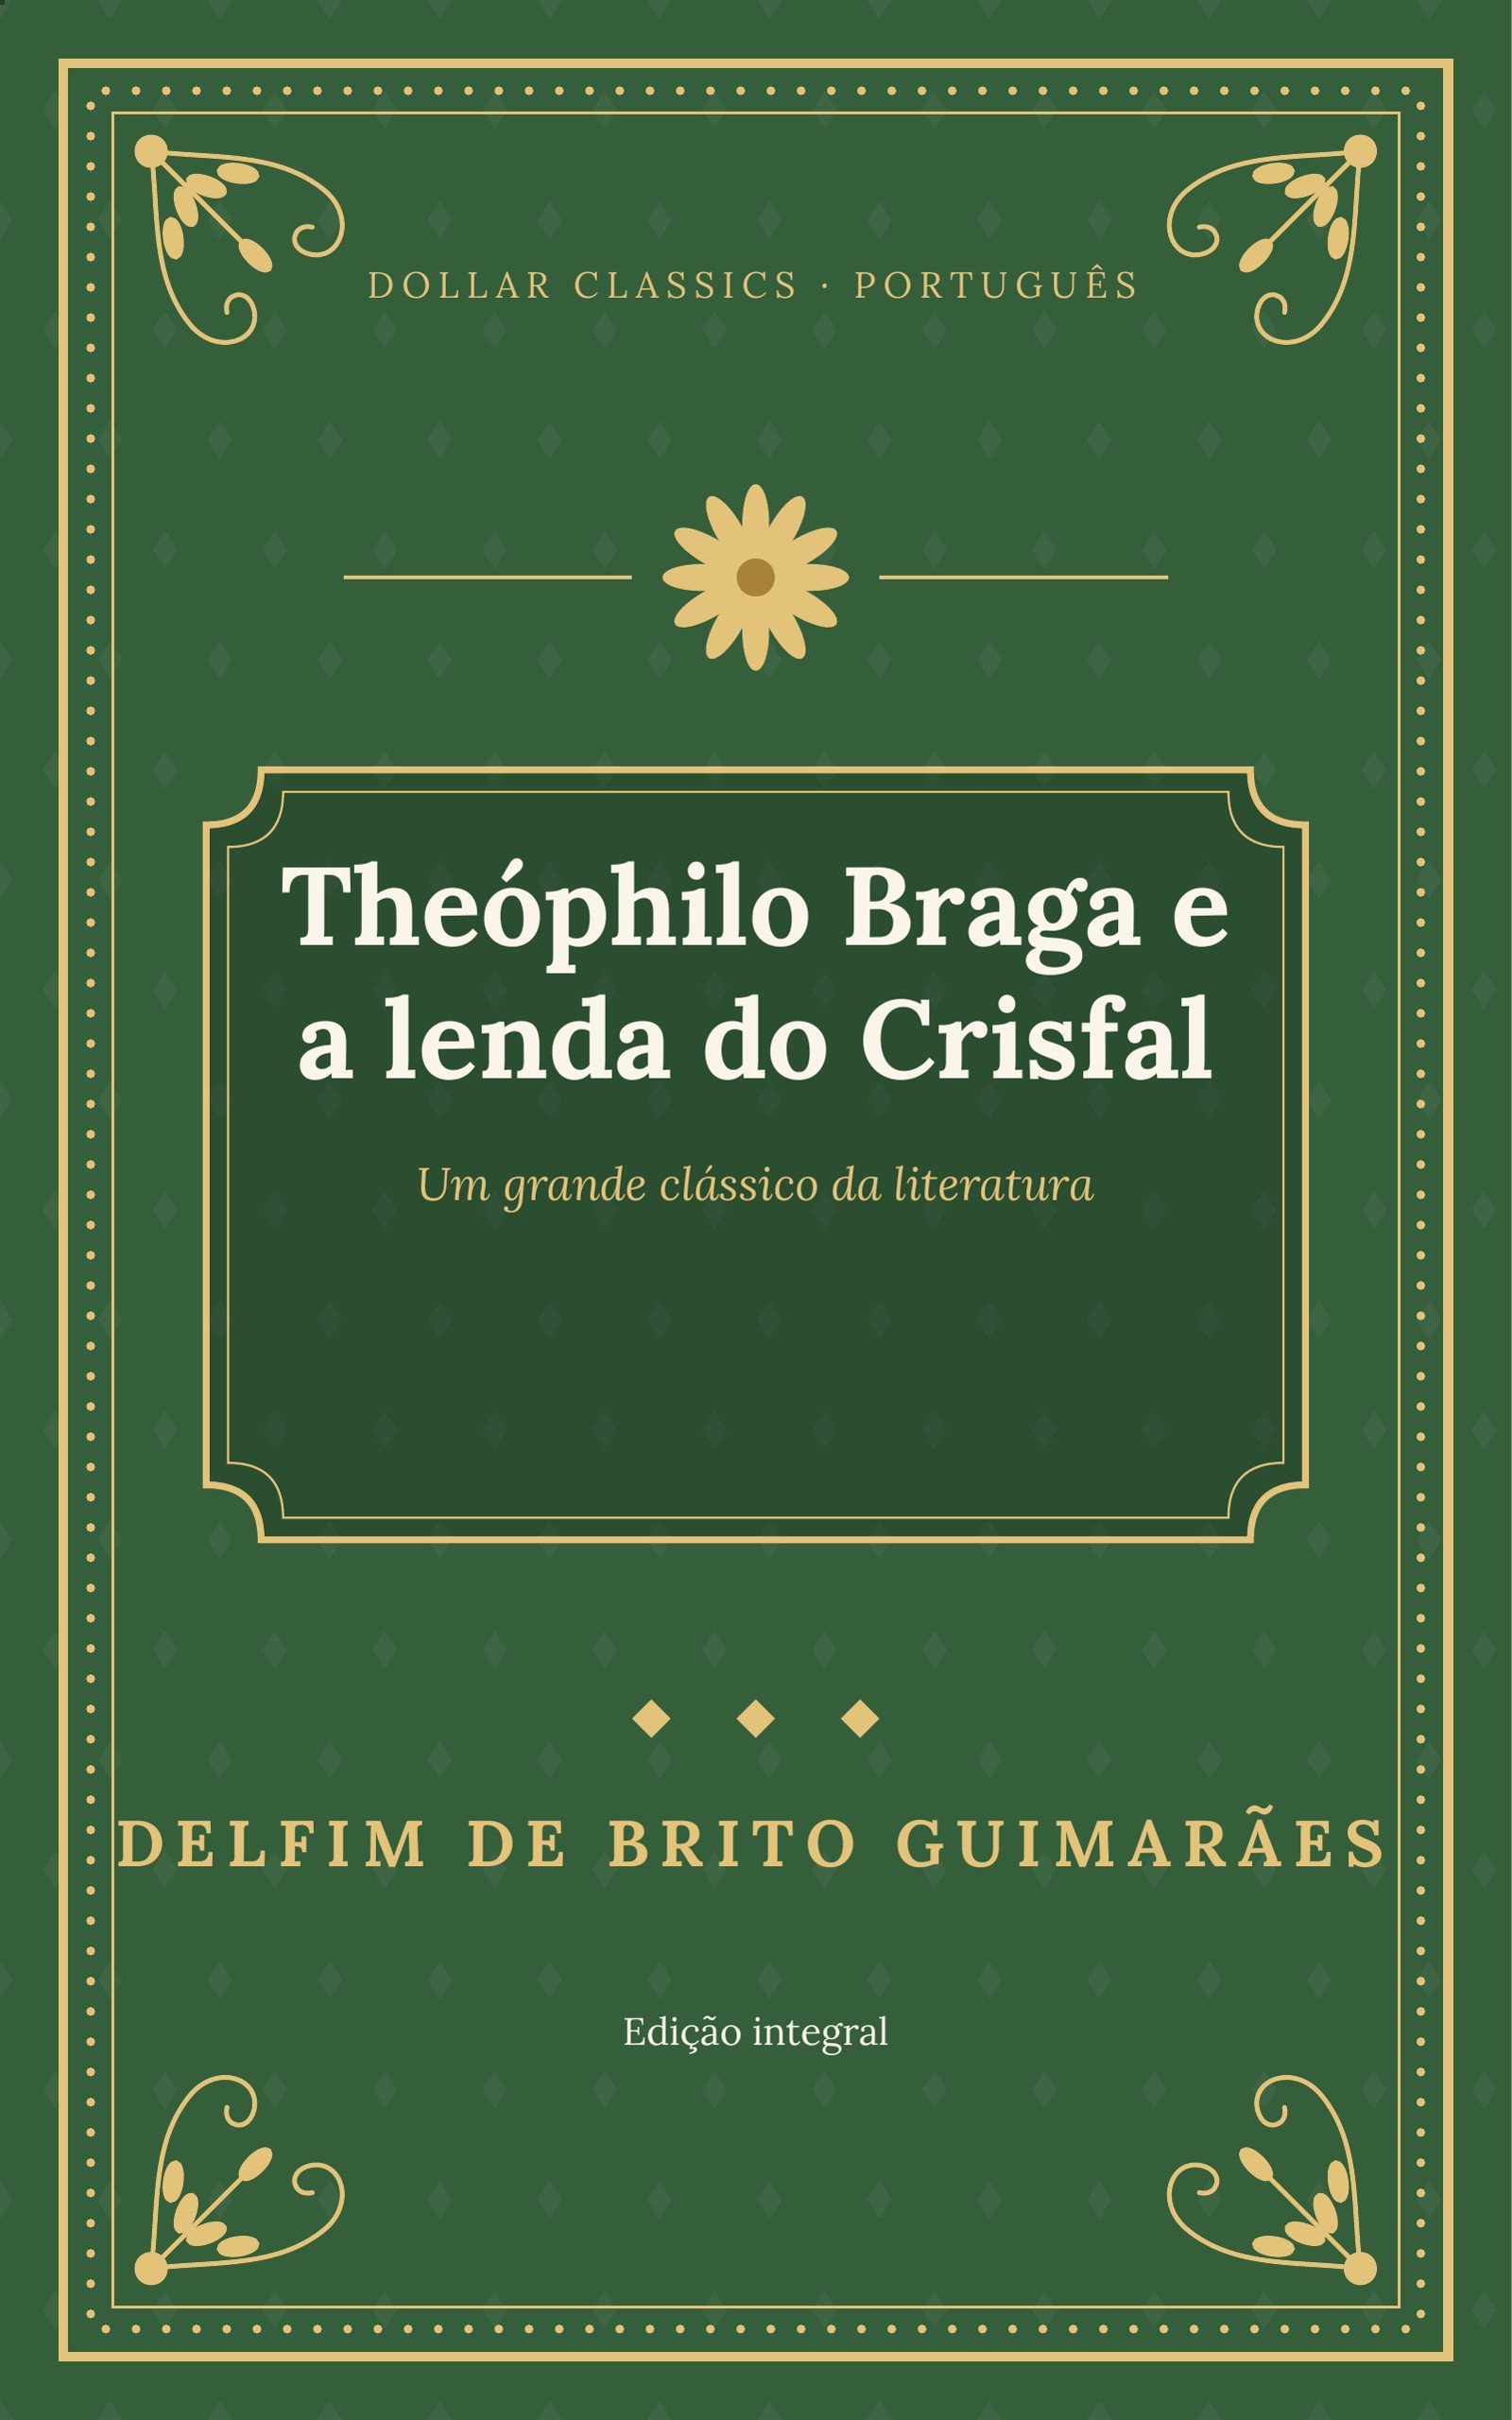 DOLLAR CLASSICS · PORTUGUÊS
Theóphilo Braga e
a lenda do Crisfal
Um grande clássico da literatura
DELFIM DE BRITO GUIMARÃES
Edição integral